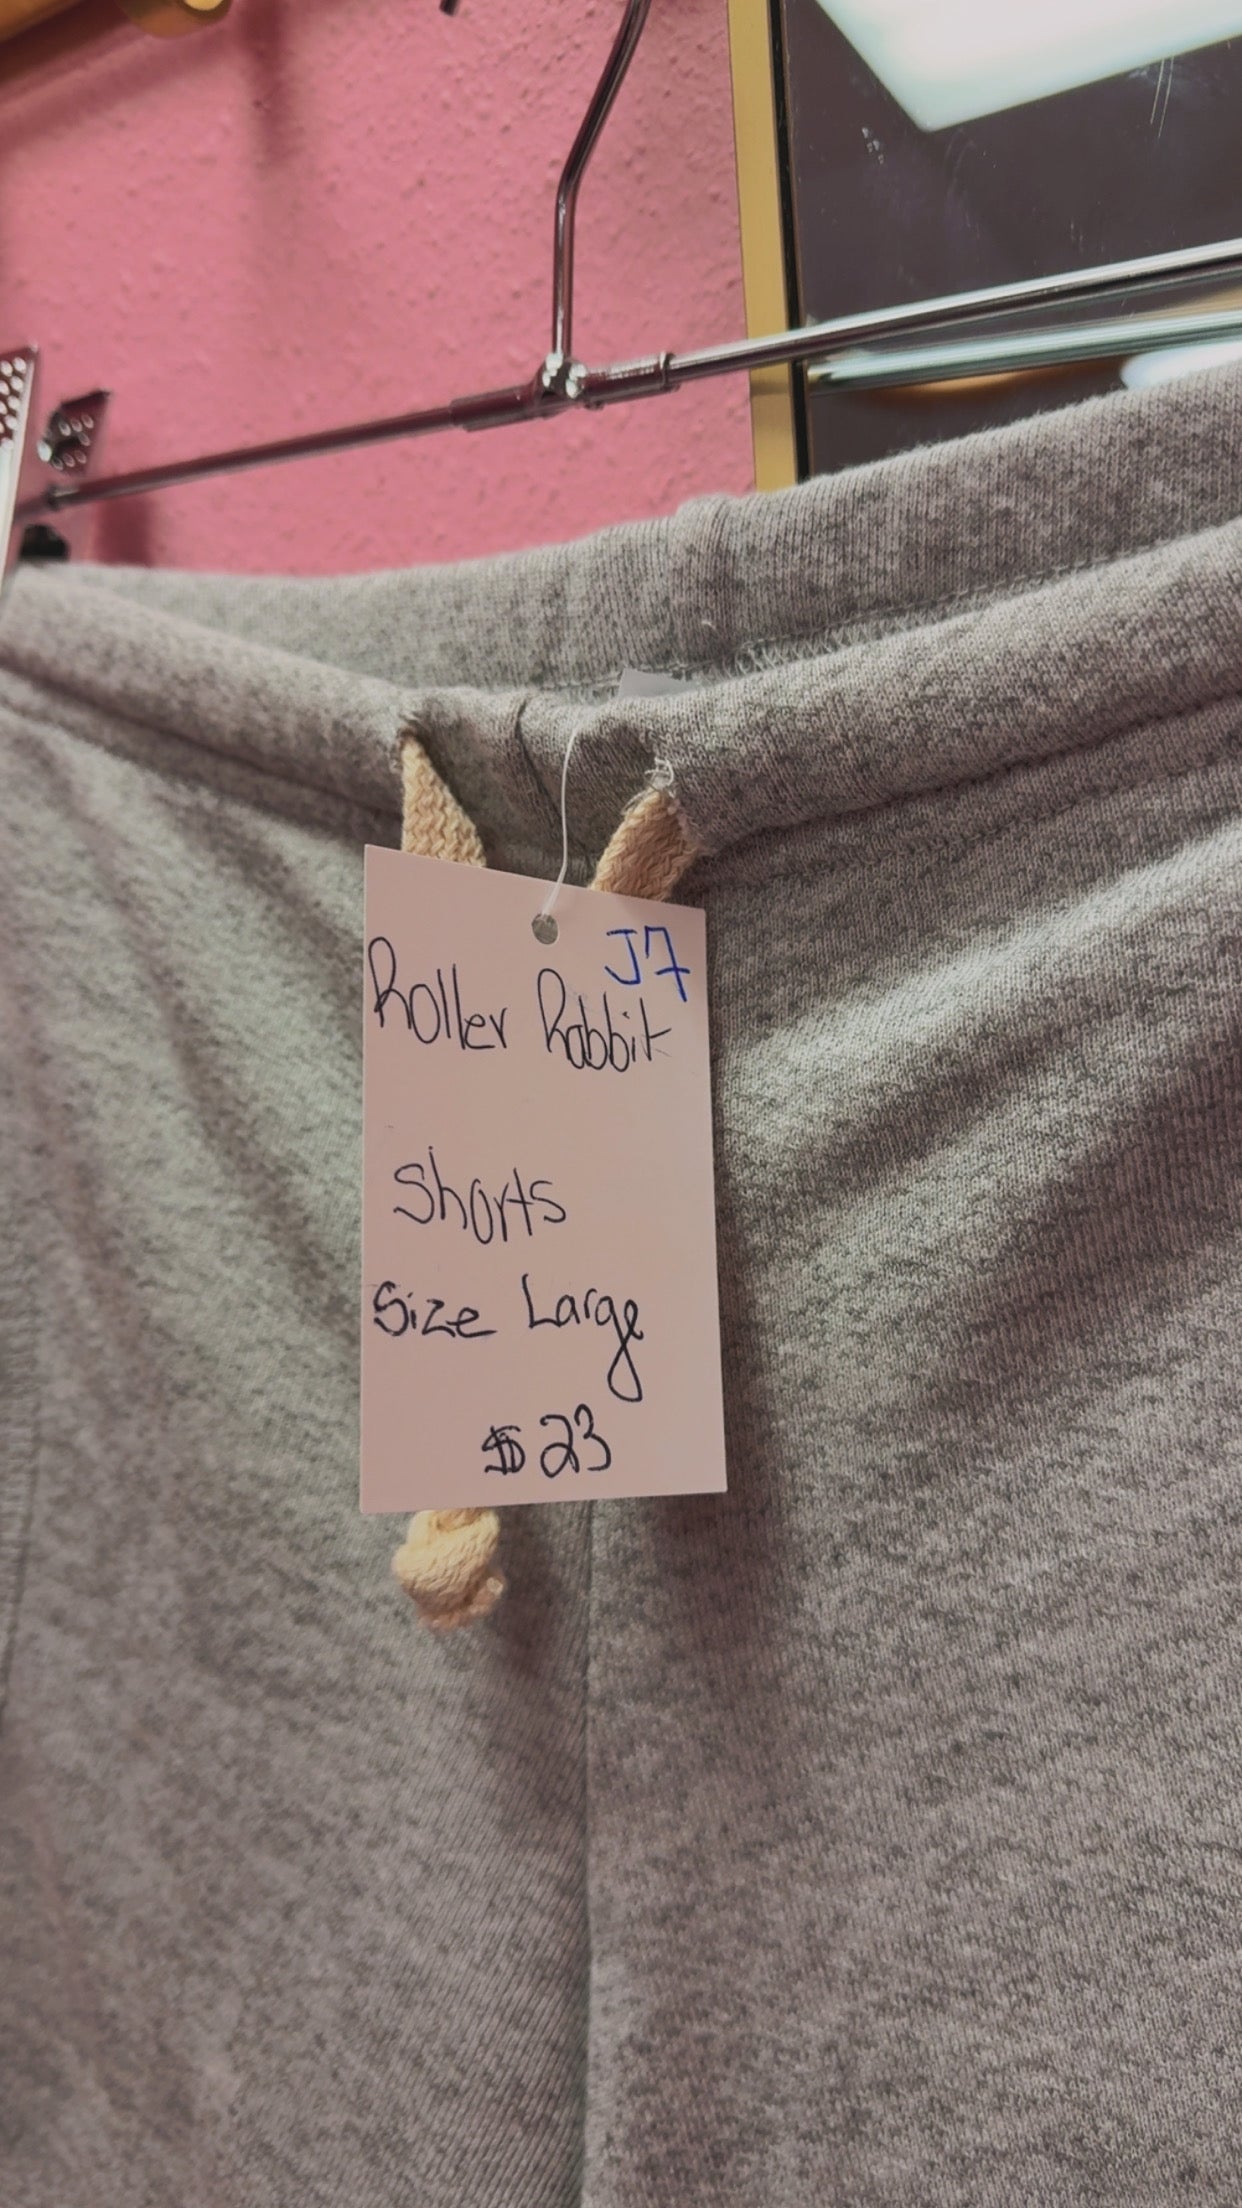 J7
Roller Rabbit
Shorts
Size Large
$23